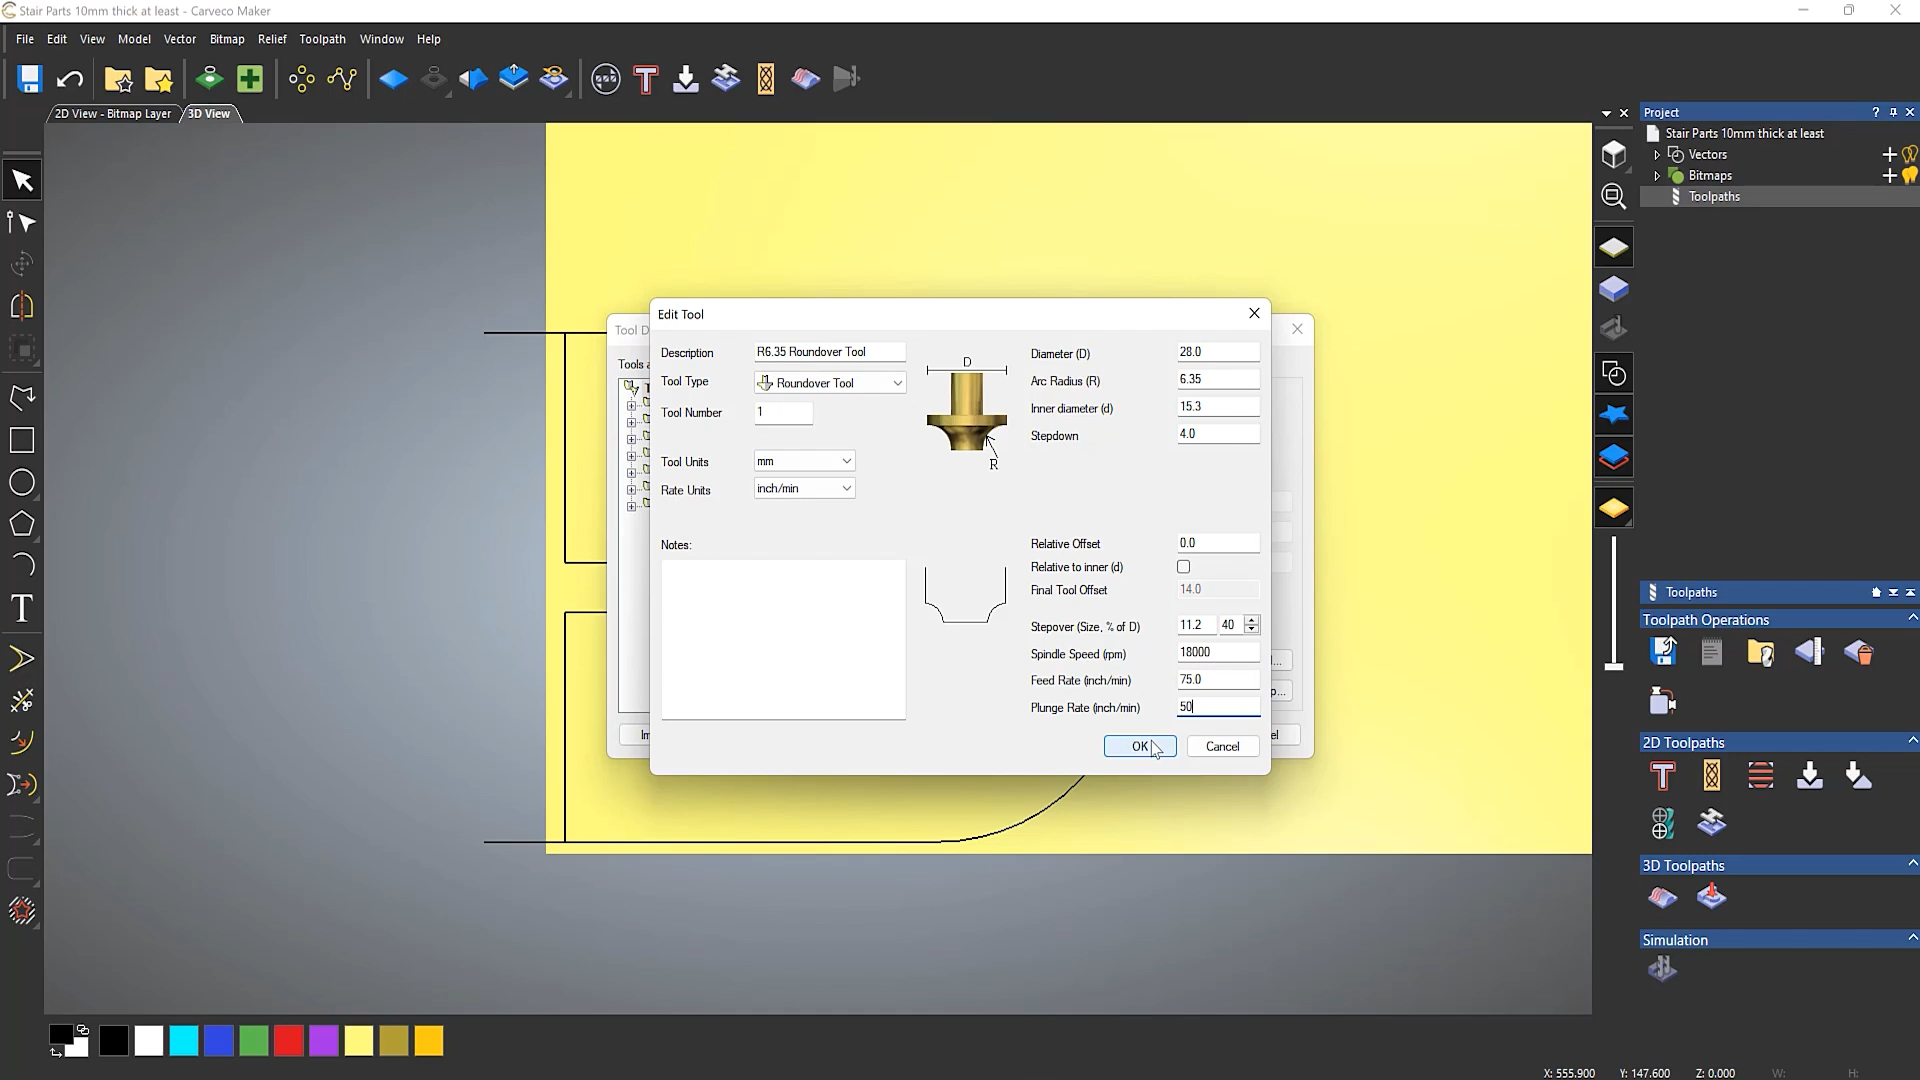 Stair Parts 10mm thick at least - Carveco Maker
File Edit View Model Vector Bitmap Relief Toolpath Window Help
2D View - Bitmap Layer 3D View
Project
Stair Parts 10mm thick at least
Vectors
Bitmaps
Toolpaths
Tool D
Tools a
Edit Tool
Description R6.35 Roundover Tool
Tool Type Roundover Tool
Tool Number 1
Tool Units mm
Rate Units inch/min
Notes:
D
R
Diameter (D) 28.0
Arc Radius (R) 6.35
Inner diameter (d) 15.3
Stepdown 4.0
Relative Offset 0.0
Relative to inner (d)
Final Tool Offset 14.0
Stepover (Size, % of D) 11.2 40
Spindle Speed (rpm) 18000
Feed Rate (inch/min) 75.0
Plunge Rate (inch/min) 50
OK Cancel
Toolpaths
Toolpath Operations
2D Toolpaths
3D Toolpaths
Simulation
X: 555.900 Y: 147.600 Z: 0.000 W: H: